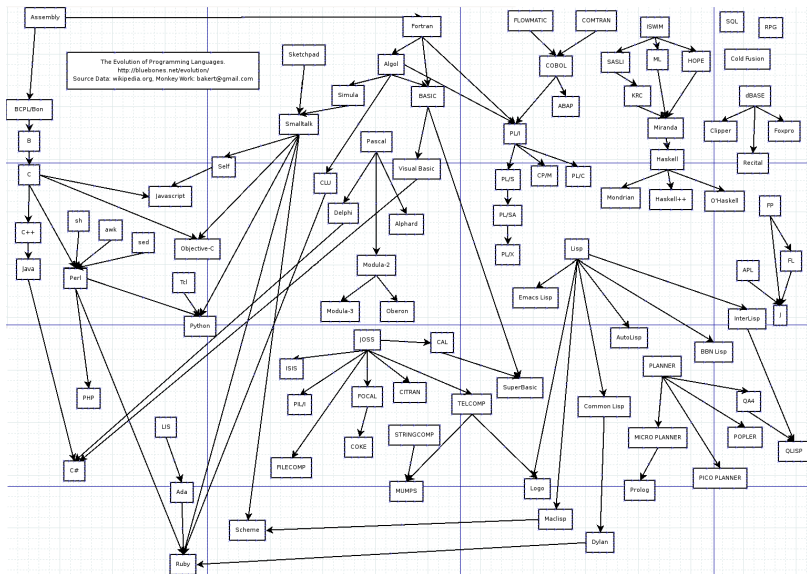 Assembly
Fortran
FLOWMATIC
COMTRAN
ISWIM
SQL
RPG
The Evolution of Programming Languages.
http://bluebones.net/evolution/
Source Data: wikipedia.org, Monkey Work: bakert@gmail.com
Sketchpad
Algol
COBOL
SASLI
ML
HOPE
Cold Fusion
Simula
BASIC
ABAP
KRC
dBASE
BCPL/Bon
Smalltalk
PL/I
Miranda
Clipper
Foxpro
B
Pascal
Haskell
Recital
C
Self
Visual Basic
CLU
PL/S
CP/M
PL/C
Javascript
Mondrian
Haskell++
O'Haskell
FP
sh
awk
Delphi
Alphard
PL/SA
C++
sed
Objective-C
PL/X
Lisp
FL
Java
Perl
Tcl
Modula-2
APL
Emacs Lisp
Python
Modula-3
Oberon
InterLisp
J
JOSS
CAL
AutoLisp
BBN Lisp
ISIS
PLANNER
PHP
PIL/I
FOCAL
CITRAN
SuperBasic
TELCOMP
Common Lisp
QA4
LIS
COKE
STRINGCOMP
MICRO PLANNER
POPLER
QLISP
C#
FILECOMP
PICO PLANNER
Ada
MUMPS
Logo
Prolog
Scheme
Maclisp
Dylan
Ruby